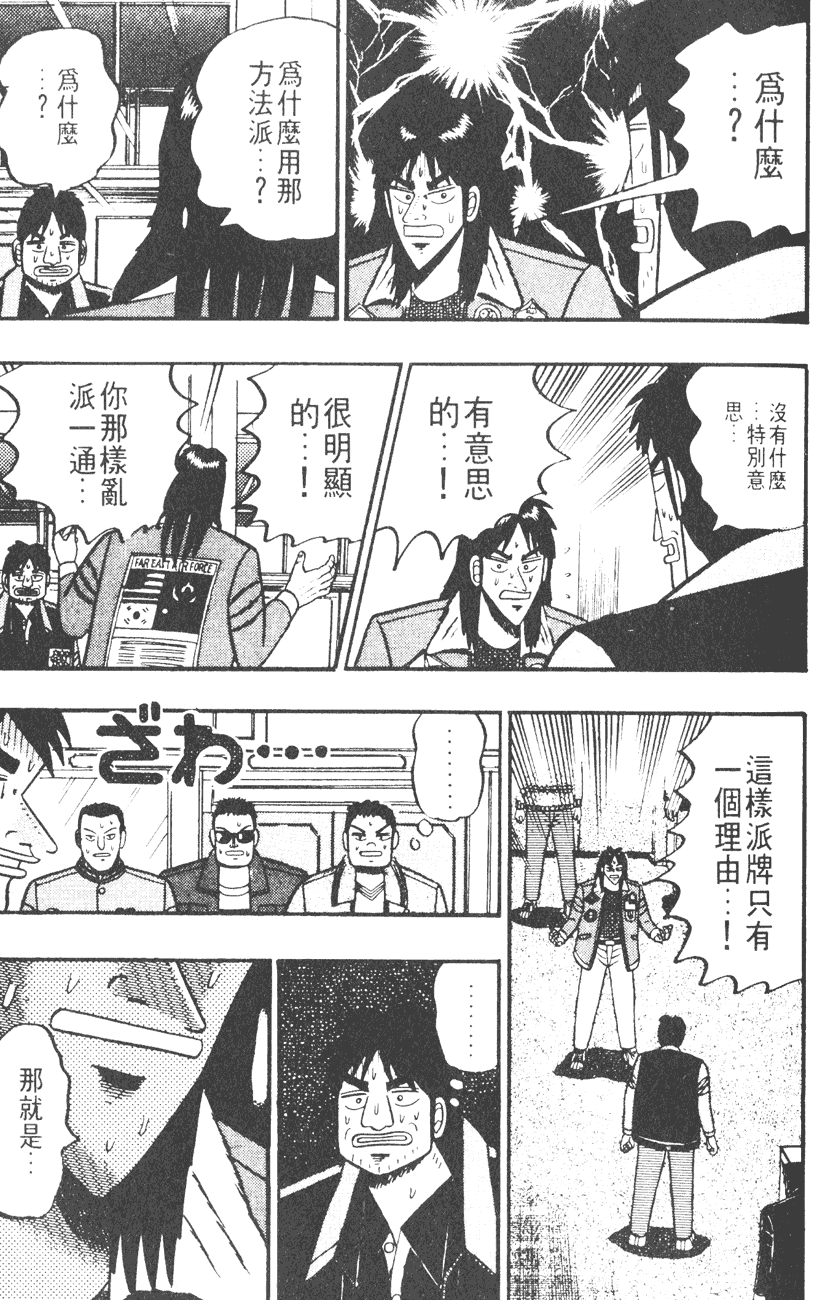 爲什麼
…?
爲什麼用那
方法派…?
爲什麼
…?
沒有什麼
…特別意
思…
有意思
的…!
很明顯
的…!
你那樣亂
派一通…
FAR EAST AIR FORCE
這樣派牌只有
一個理由…!
……
ざわ…
……
那就是…